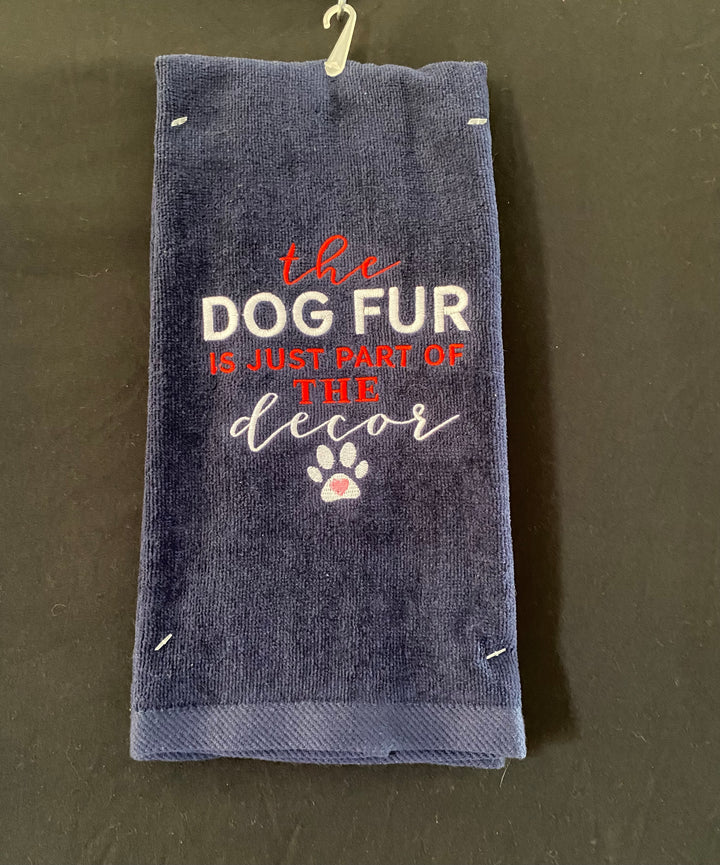 the
DOG FUR
IS JUST PART OF
THE
decor